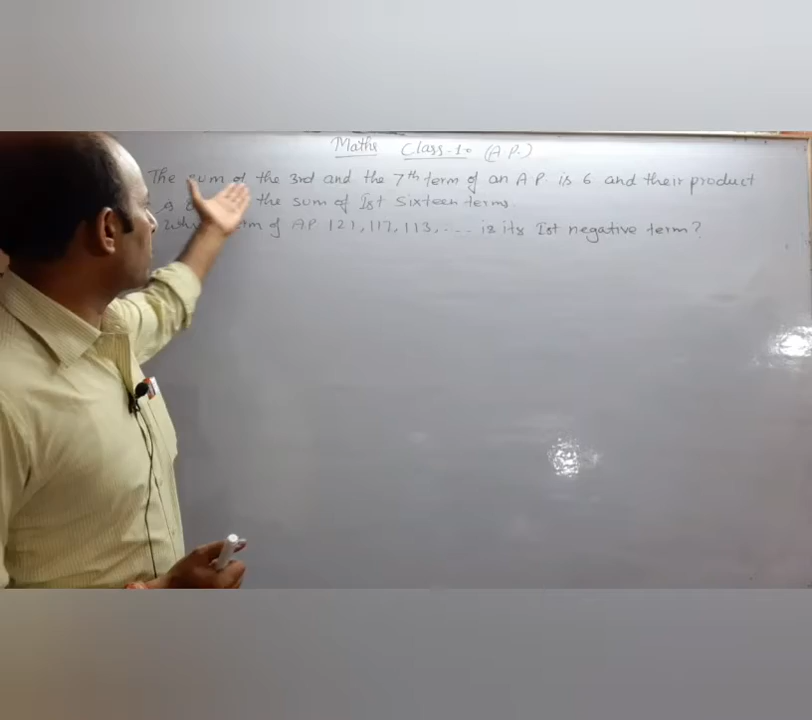 Maths Class-10 (A.P.)
The sum of the 3rd and the 7th term of an A.P. is 6 and their product
the sum of Ist Sixteen terms.
of A.P 121, 117, 113, ... is its Ist negative term?